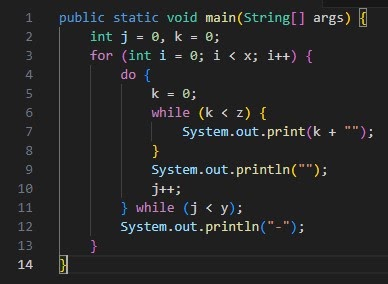 1 public static void main(String[] args) {
2     int j = 0, k = 0;
3     for (int i = 0; i < x; i++) {
4         do {
5             k = 0;
6             while (k < z) {
7                 System.out.print(k + "");
8             }
9             System.out.println("");
10             j++;
11         } while (j < y);
12         System.out.println("-");
13     }
14 }